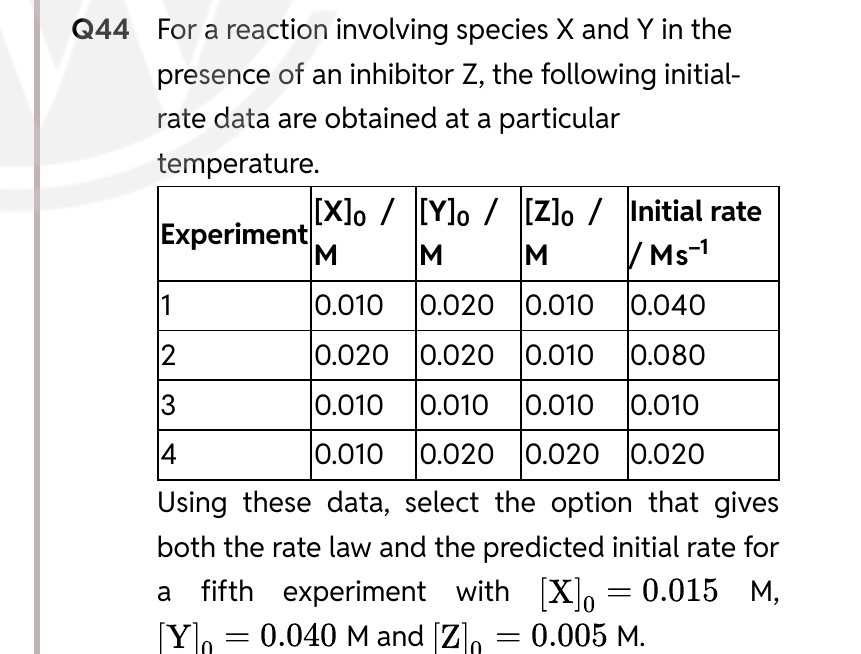 Q44 For a reaction involving species X and Y in the
presence of an inhibitor Z, the following initial-
rate data are obtained at a particular
temperature.
Experiment [X]₀ / M [Y]₀ / M [Z]₀ / M Initial rate / Ms⁻¹
1 0.010 0.020 0.010 0.040
2 0.020 0.020 0.010 0.080
3 0.010 0.010 0.010 0.010
4 0.010 0.020 0.020 0.020
Using these data, select the option that gives
both the rate law and the predicted initial rate for
a fifth experiment with [X]₀ = 0.015 M,
[Y]₀ = 0.040 M and [Z]₀ = 0.005 M.